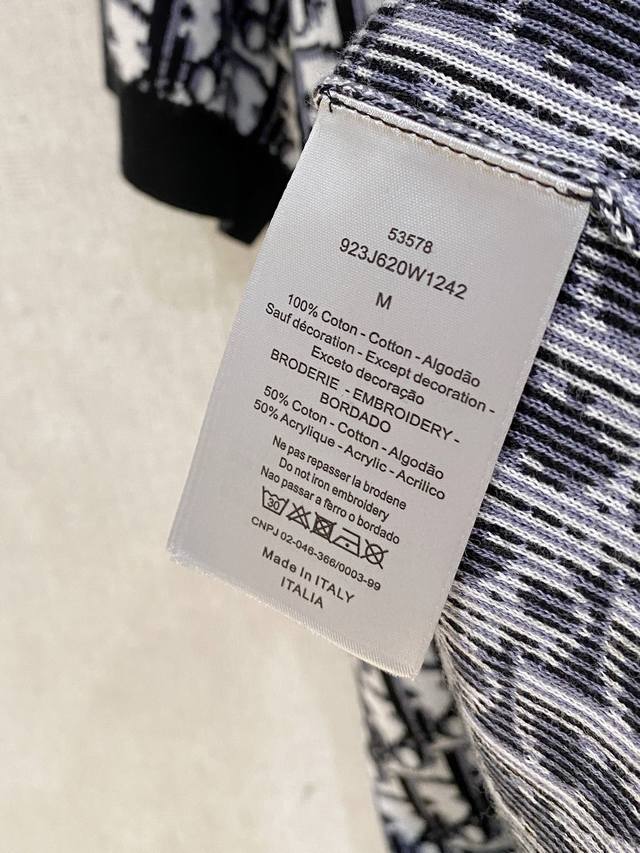 53578
923J620W1242
M
100% Coton - Cotton - Algodão
Sauf décoration - Except decoration -
Exceto decoração
BRODERIE - EMBROIDERY -
BORDADO
50% Coton - Cotton - Algodão
50% Acrylique - Acrylic - Acrilico
Ne pas repasser la brodene
Do not iron embroidery
Nao passar a ferro o bordado
30
CNPJ 02-046-366/0003-99
Made In ITALY
ITALIA